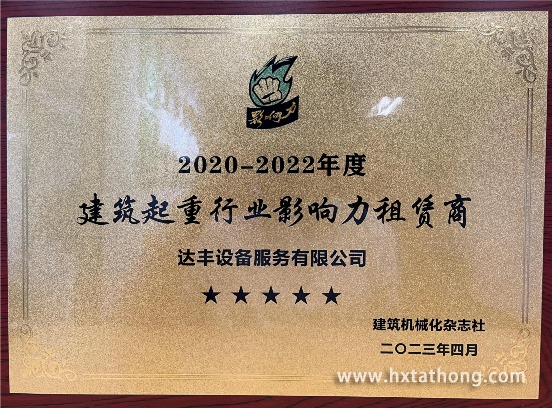 影响力
2020-2022年度
建筑起重行业影响力租赁商
达丰设备服务有限公司
★★★★★
建筑机械化杂志社
二〇二三年四月
www.hxtathong.com